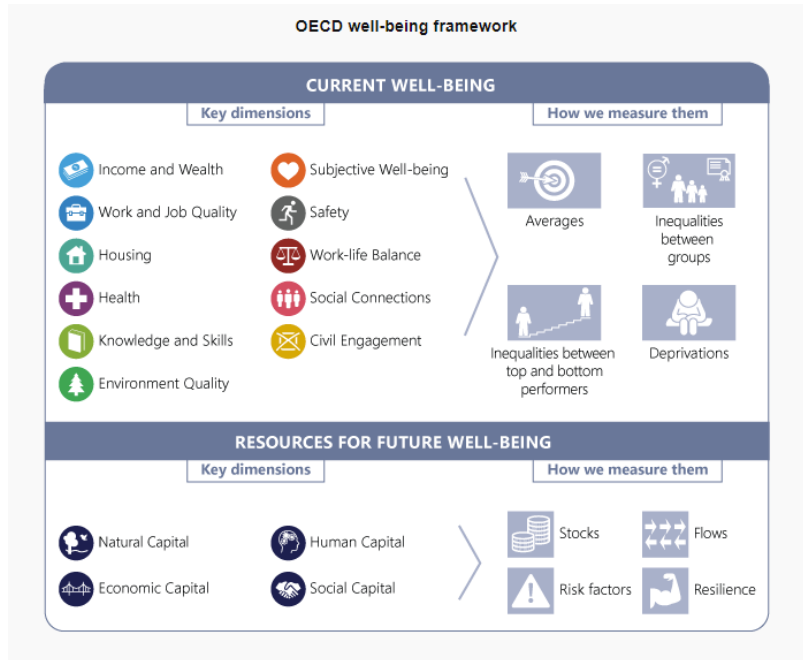 OECD well-being framework
CURRENT WELL-BEING
Key dimensions
How we measure them
Income and Wealth
Subjective Well-being
Work and Job Quality
Safety
Housing
Work-life Balance
Health
Social Connections
Knowledge and Skills
Civil Engagement
Environment Quality
Averages
Inequalities
between
groups
Inequalities between
top and bottom
performers
Deprivations
RESOURCES FOR FUTURE WELL-BEING
Key dimensions
How we measure them
Natural Capital
Human Capital
Economic Capital
Social Capital
Stocks
Flows
Risk factors
Resilience